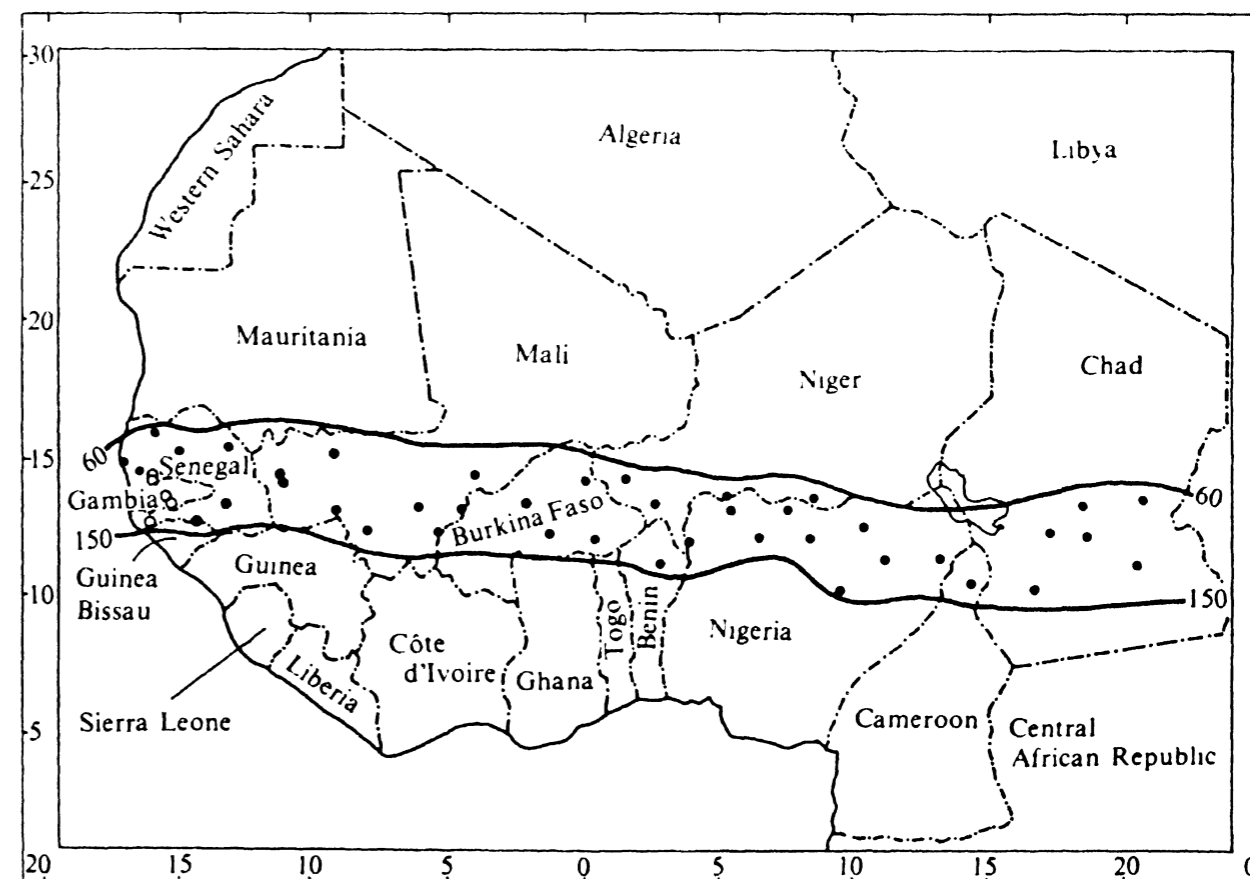 30
Western Sahara
Algeria
Libya
25
20
Mauritania
Mali
Niger
Chad
15
60
Senegal
Gambia
Burkina Faso
60
150
Guinea
Bissau
Guinea
10
150
Togo
Benin
Nigeria
Côte
d'Ivoire
Ghana
Liberia
Sierra Leone
Cameroon
Central
African Republic
5
20
15
10
5
0
5
10
15
20